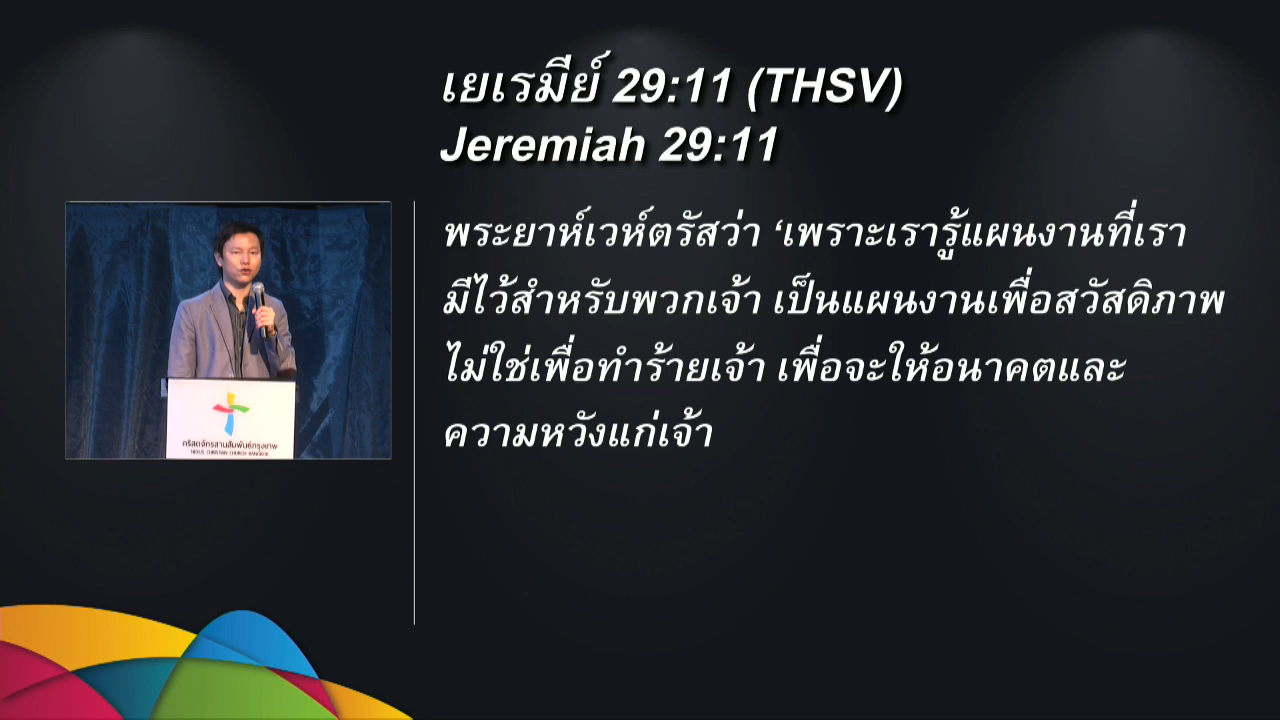 เยเรมีย์ 29:11 (THSV)
Jeremiah 29:11
พระยาห์เวห์ตรัสว่า ‘เพราะเรารู้แผนงานที่เรา
มีไว้สำหรับพวกเจ้า เป็นแผนงานเพื่อสวัสดิภาพ
ไม่ใช่เพื่อทำร้ายเจ้า เพื่อจะให้อนาคตและ
ความหวังแก่เจ้า
คริสตจักรสานสัมพันธ์กรุงเทพ
NEXUS CHRISTIAN CHURCH BANGKOK